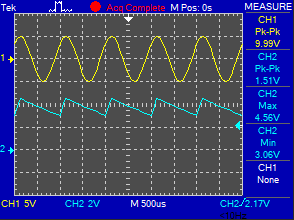 Tek Acq Complete M Pos: 0s MEASURE
CH1
Pk-Pk
9.99V
CH2
Pk-Pk
1.51V
CH2
Max
4.56V
CH2
Min
3.06V
CH1
None
1
2
CH1 5V CH2 2V M 500us CH2/2.17V